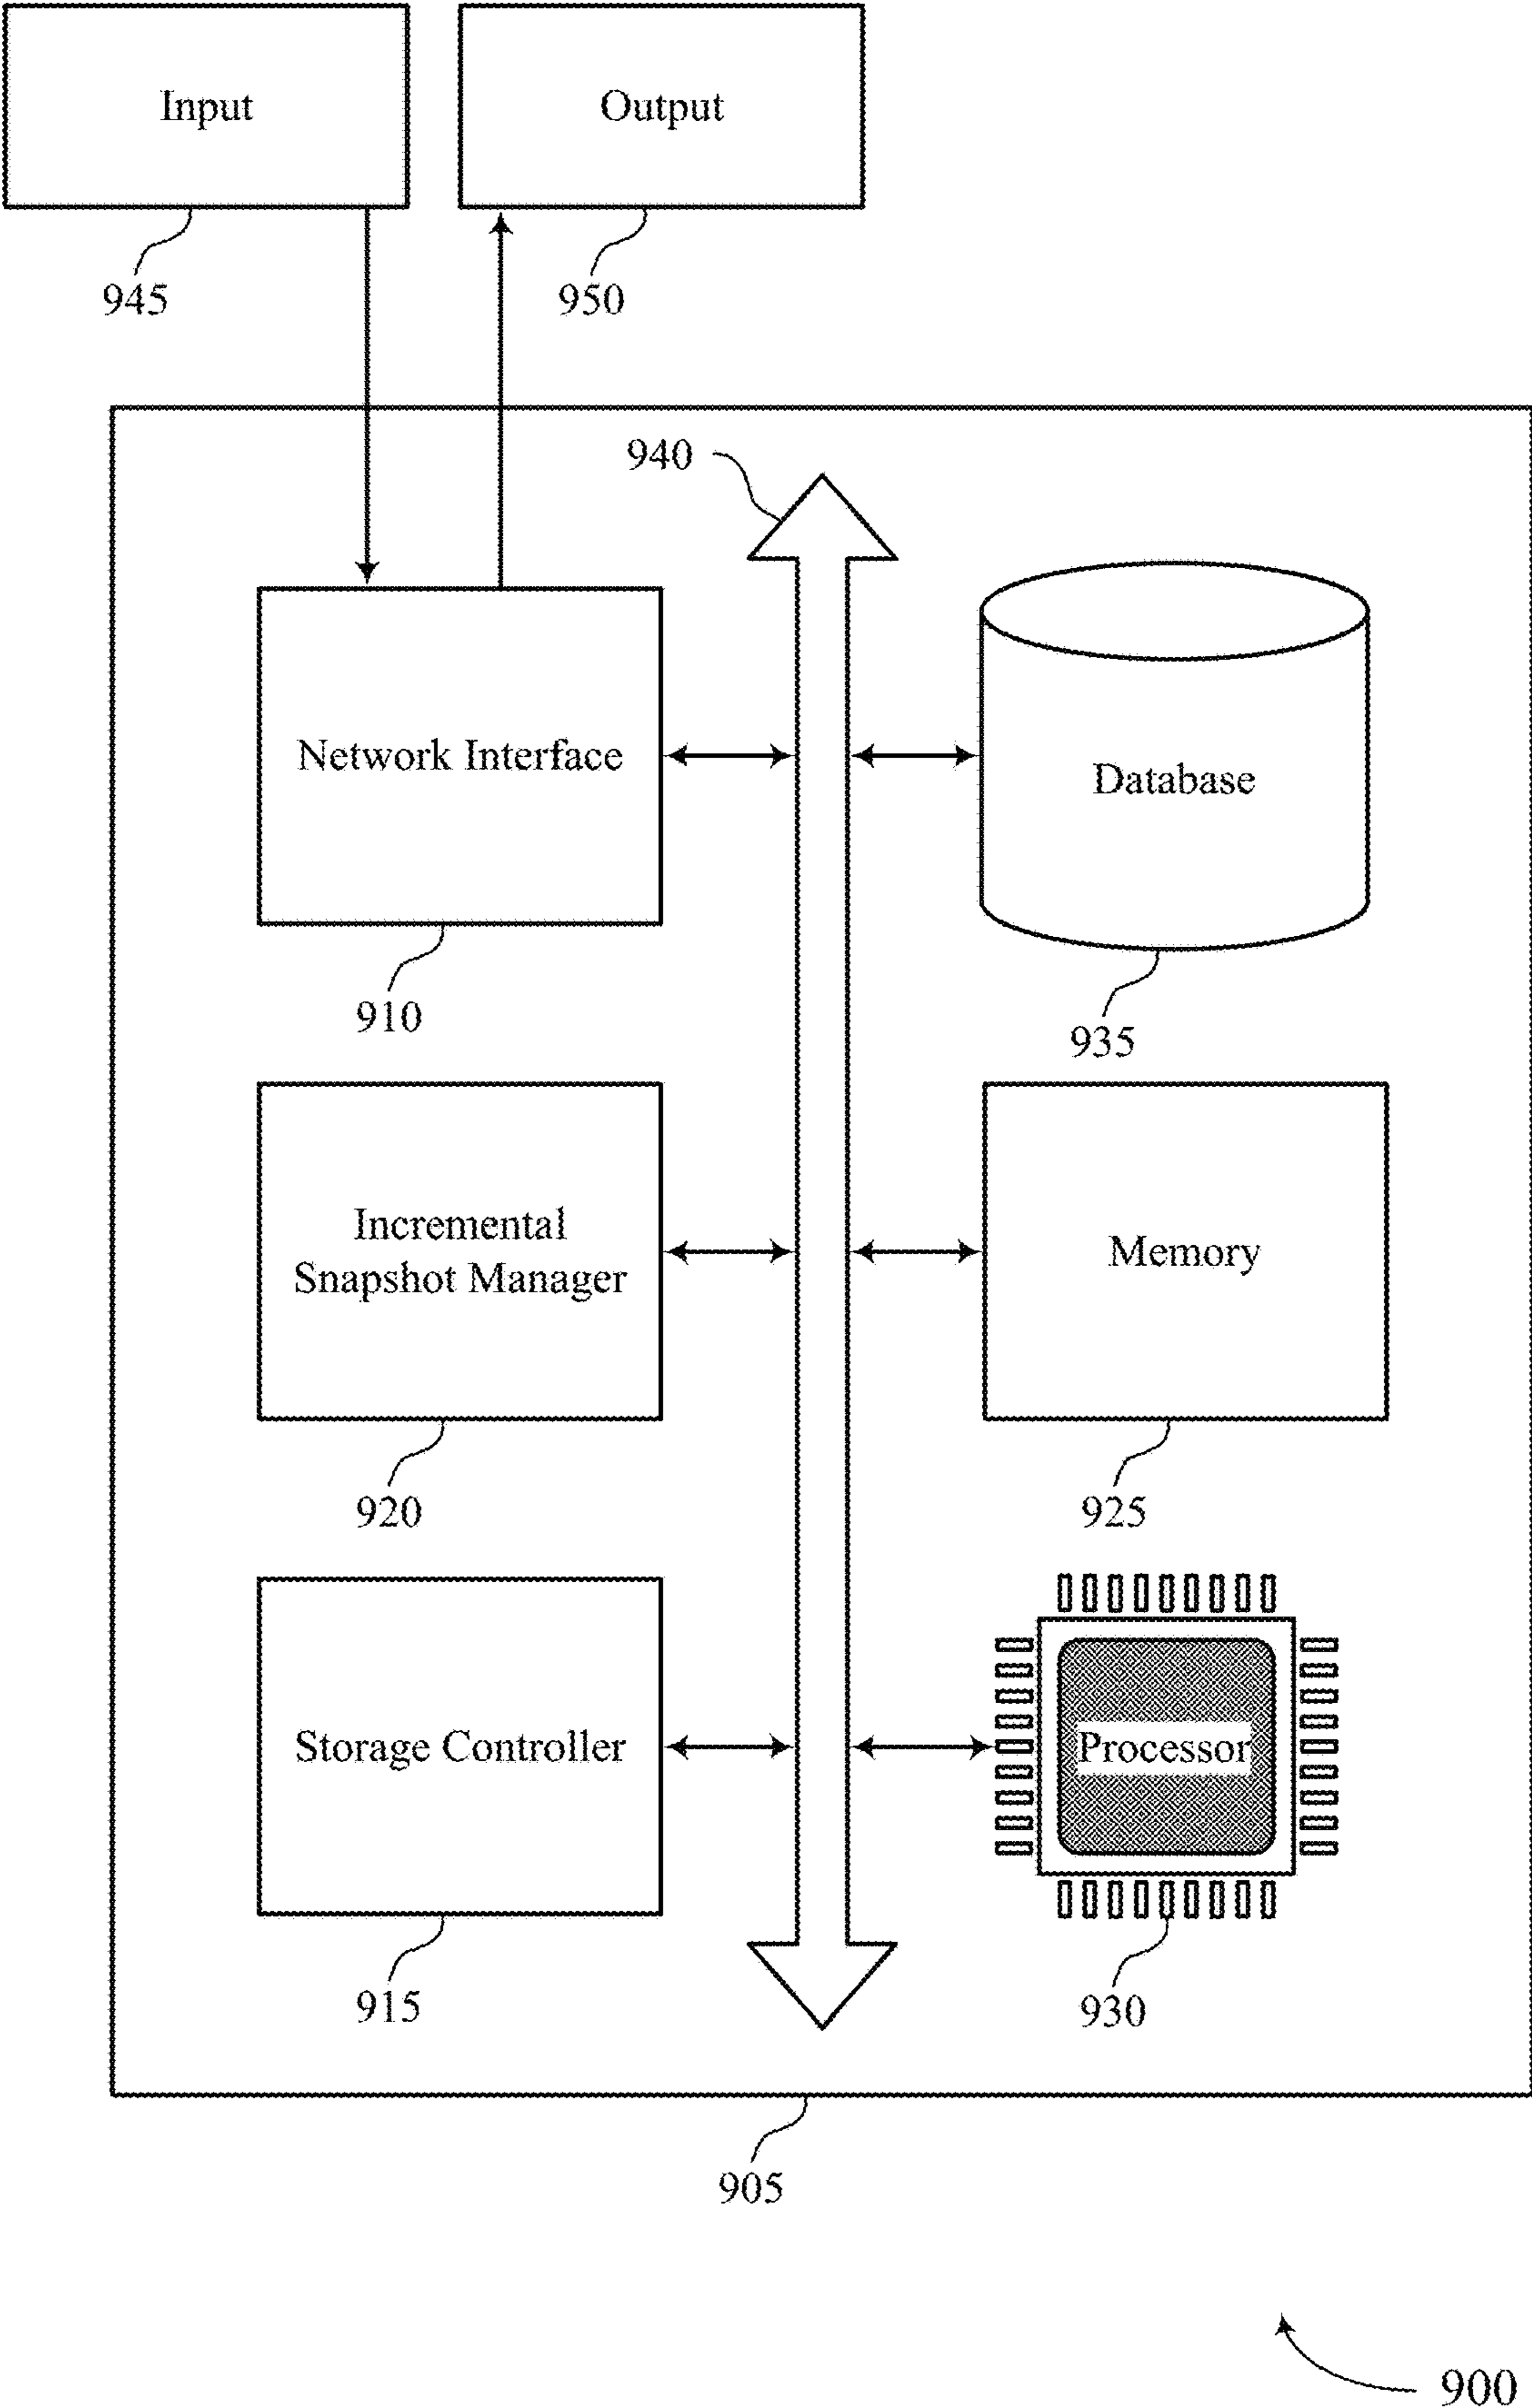 Input
Output
945
950
940
Network Interface
Database
910
935
Incremental
Snapshot Manager
Memory
920
925
Storage Controller
Processor
915
930
905
900